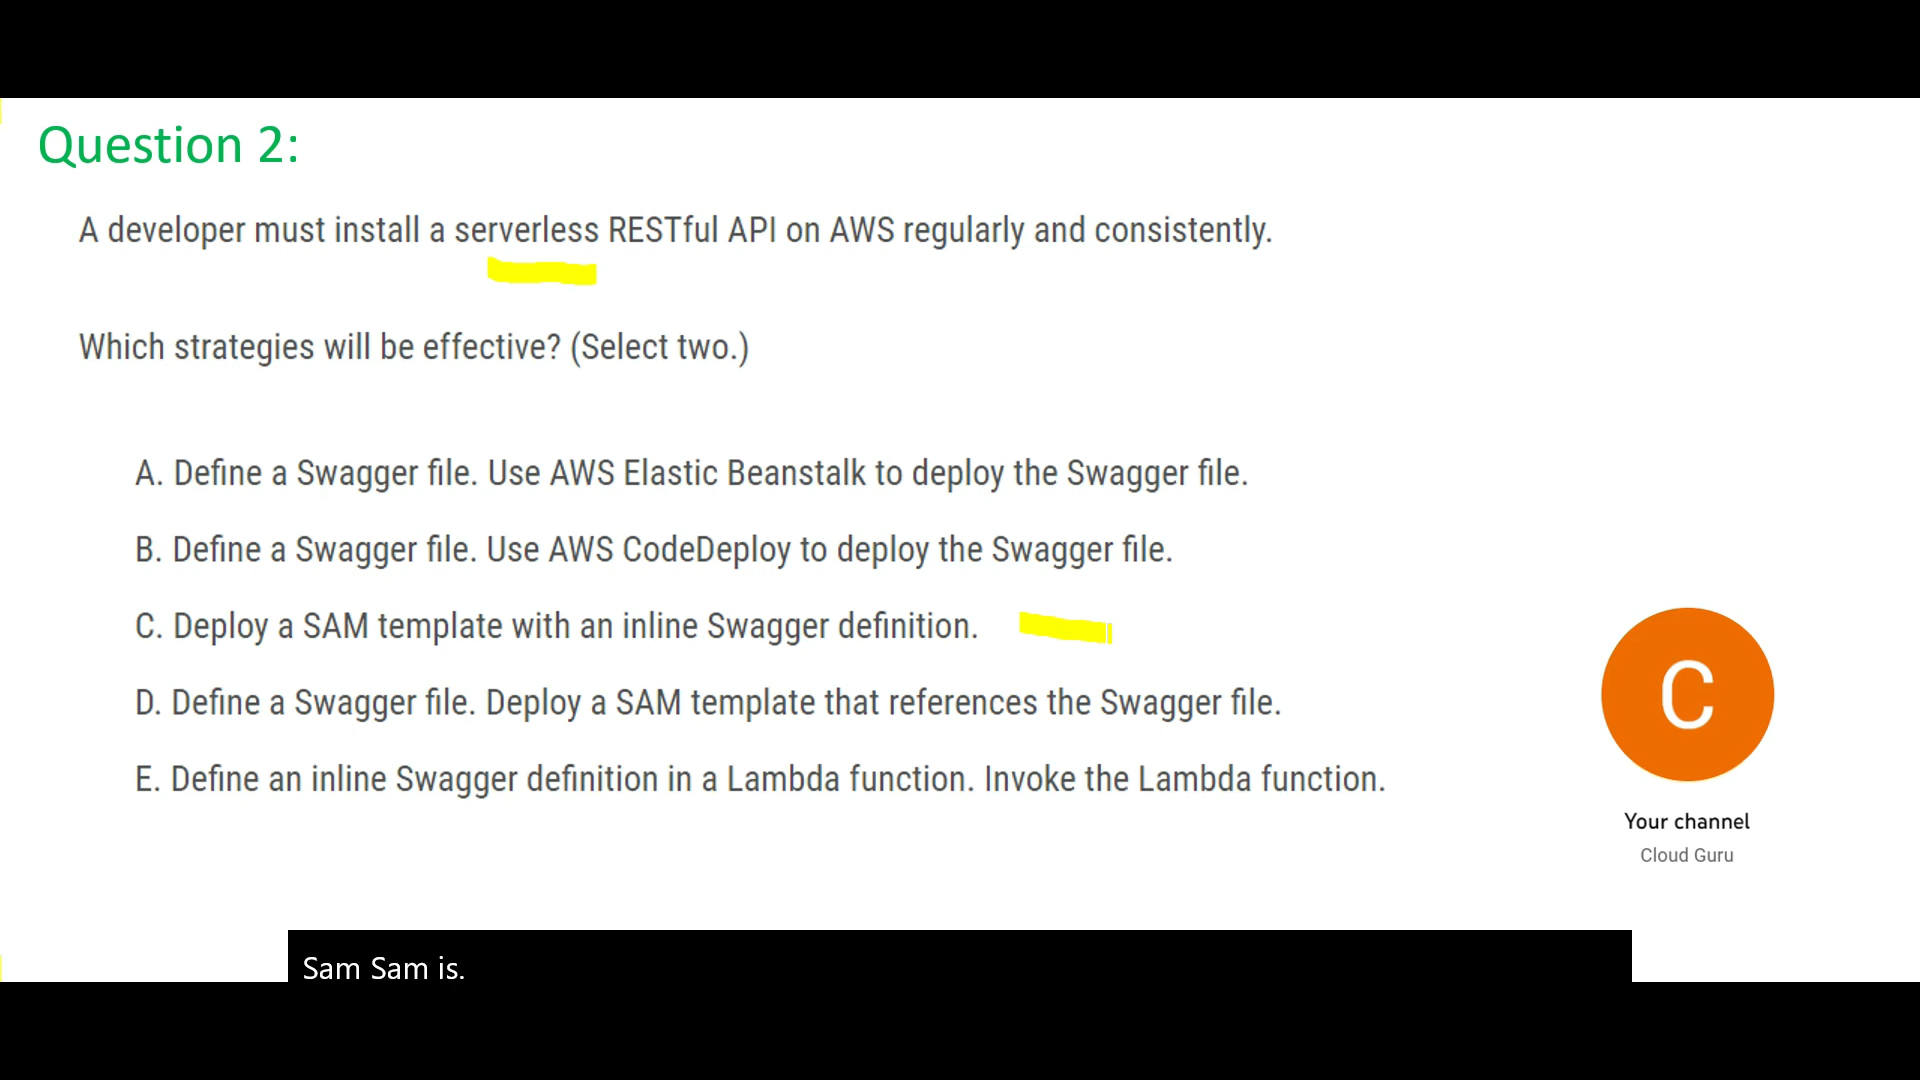 Question 2:
A developer must install a serverless RESTful API on AWS regularly and consistently.
Which strategies will be effective? (Select two.)
A. Define a Swagger file. Use AWS Elastic Beanstalk to deploy the Swagger file.
B. Define a Swagger file. Use AWS CodeDeploy to deploy the Swagger file.
C. Deploy a SAM template with an inline Swagger definition.
D. Define a Swagger file. Deploy a SAM template that references the Swagger file.
E. Define an inline Swagger definition in a Lambda function. Invoke the Lambda function.
C
Your channel
Cloud Guru
Sam Sam is.